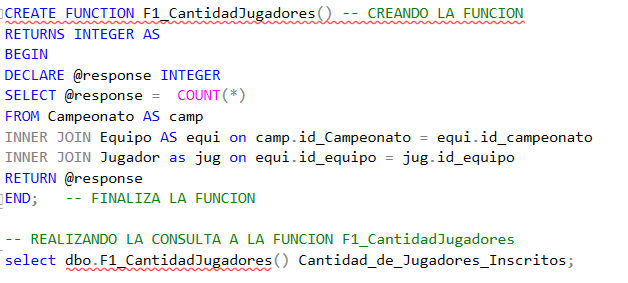 CREATE FUNCTION F1_CantidadJugadores() -- CREANDO LA FUNCION
RETURNS INTEGER AS
BEGIN
DECLARE @response INTEGER
SELECT @response =  COUNT(*)
FROM Campeonato AS camp
INNER JOIN Equipo AS equi on camp.id_Campeonato = equi.id_campeonato
INNER JOIN Jugador as jug on equi.id_equipo = jug.id_equipo
RETURN @response
END;   -- FINALIZA LA FUNCION

-- REALIZANDO LA CONSULTA A LA FUNCION F1_CantidadJugadores
select dbo.F1_CantidadJugadores() Cantidad_de_Jugadores_Inscritos;